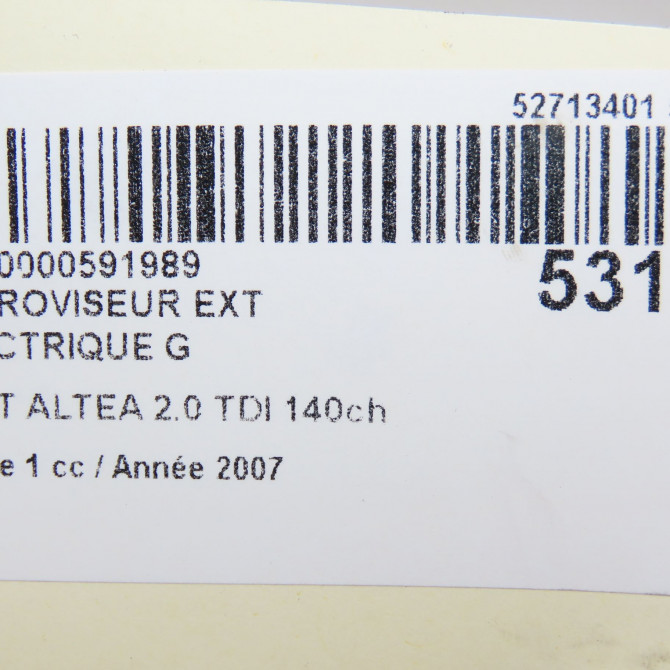 52713401
0000591989
531
ROVISEUR EXT
CTRIQUE G
T ALTEA 2.0 TDI 140ch
e 1 cc / Année 2007